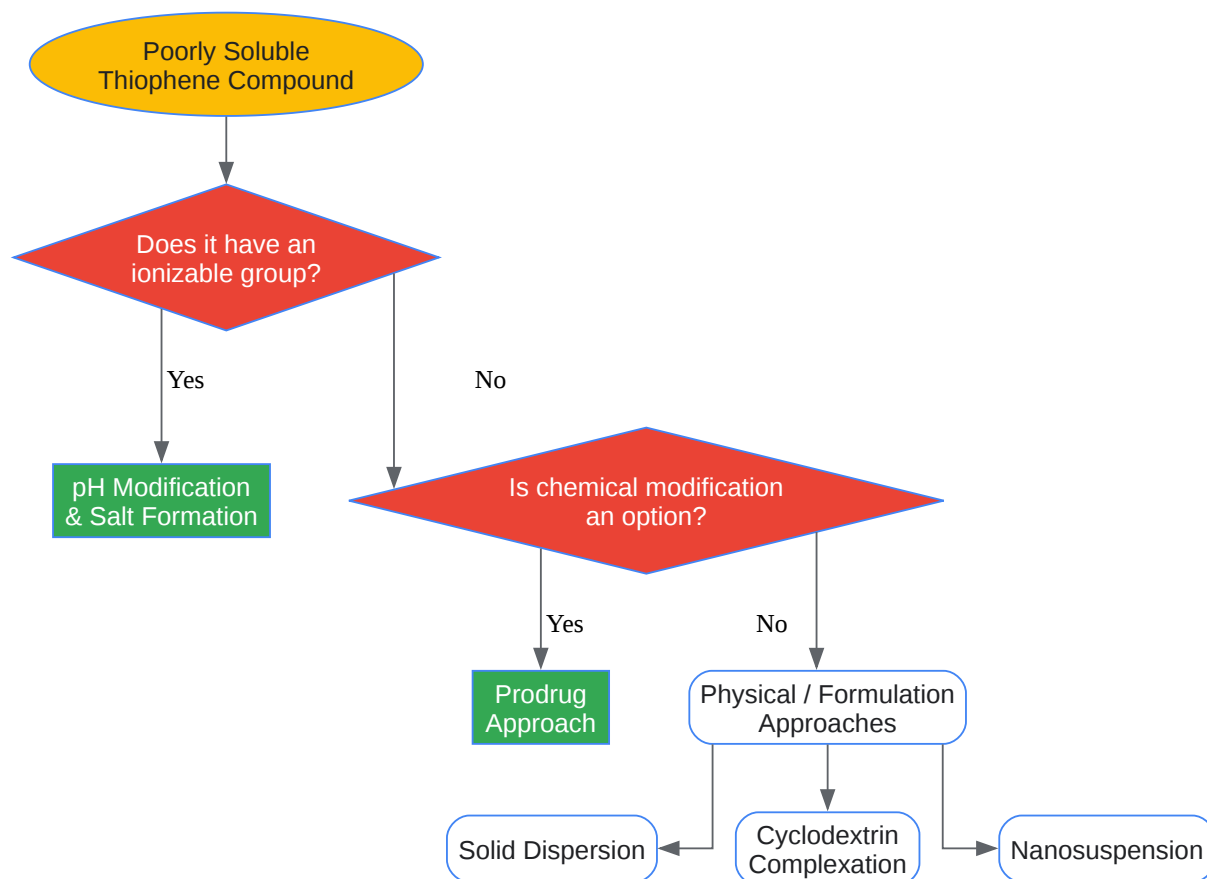 Poorly Soluble
Thiophene Compound
Does it have an
ionizable group?
Yes
No
pH Modification
& Salt Formation
Is chemical modification
an option?
Yes
No
Prodrug
Approach
Physical / Formulation
Approaches
Solid Dispersion
Cyclodextrin
Complexation
Nanosuspension